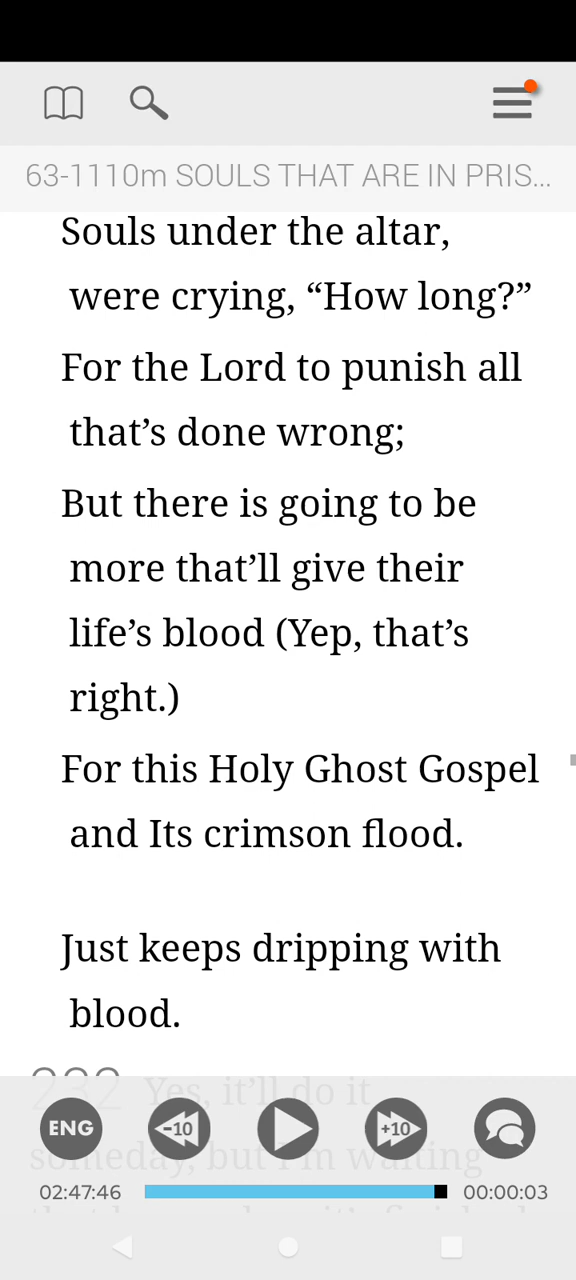 63-1110m SOULS THAT ARE IN PRIS...
Souls under the altar,
were crying, “How long?”
For the Lord to punish all
that’s done wrong;
But there is going to be
more that’ll give their
life’s blood (Yep, that’s
right.)
For this Holy Ghost Gospel
and Its crimson flood.
Just keeps dripping with
blood.
232 Yes, it’ll do it
someday, but I’m waiting
ENG -10 +10
02:47:46 00:00:03